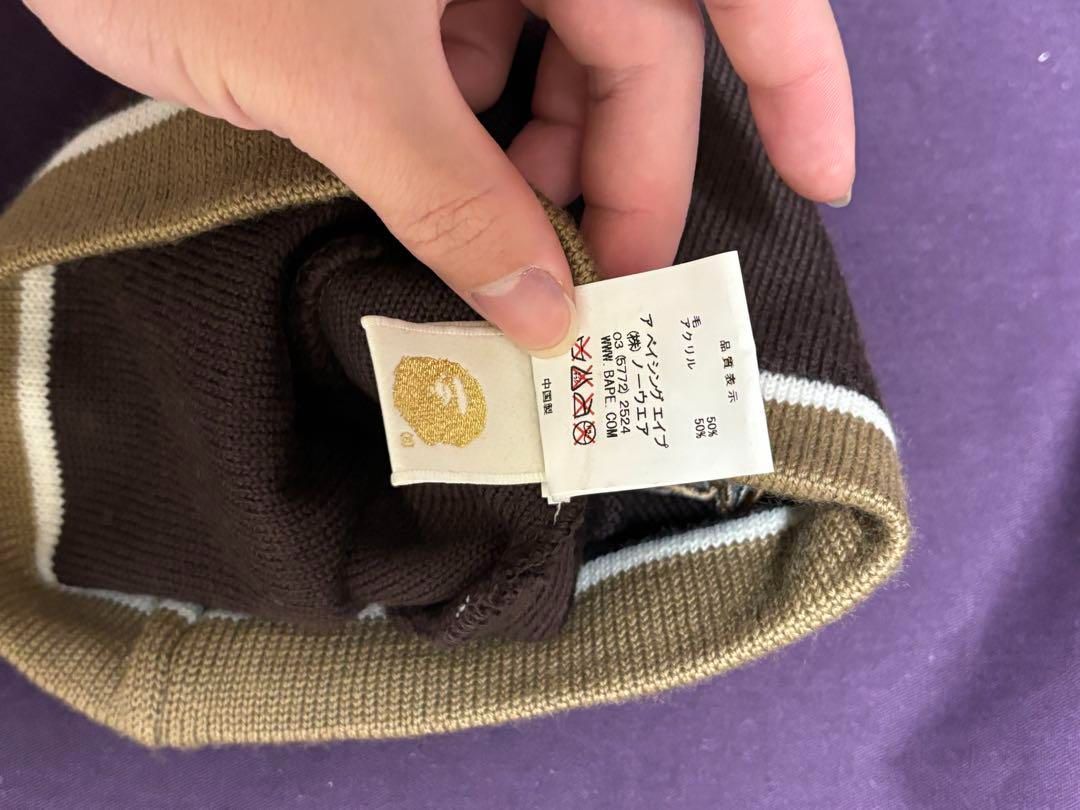 品質表示
毛 50%
アクリル 50%
ア ベイシング エイプ
(株) ノーウエア
03 (5772) 2524
WWW. BAPE. COM
中国製